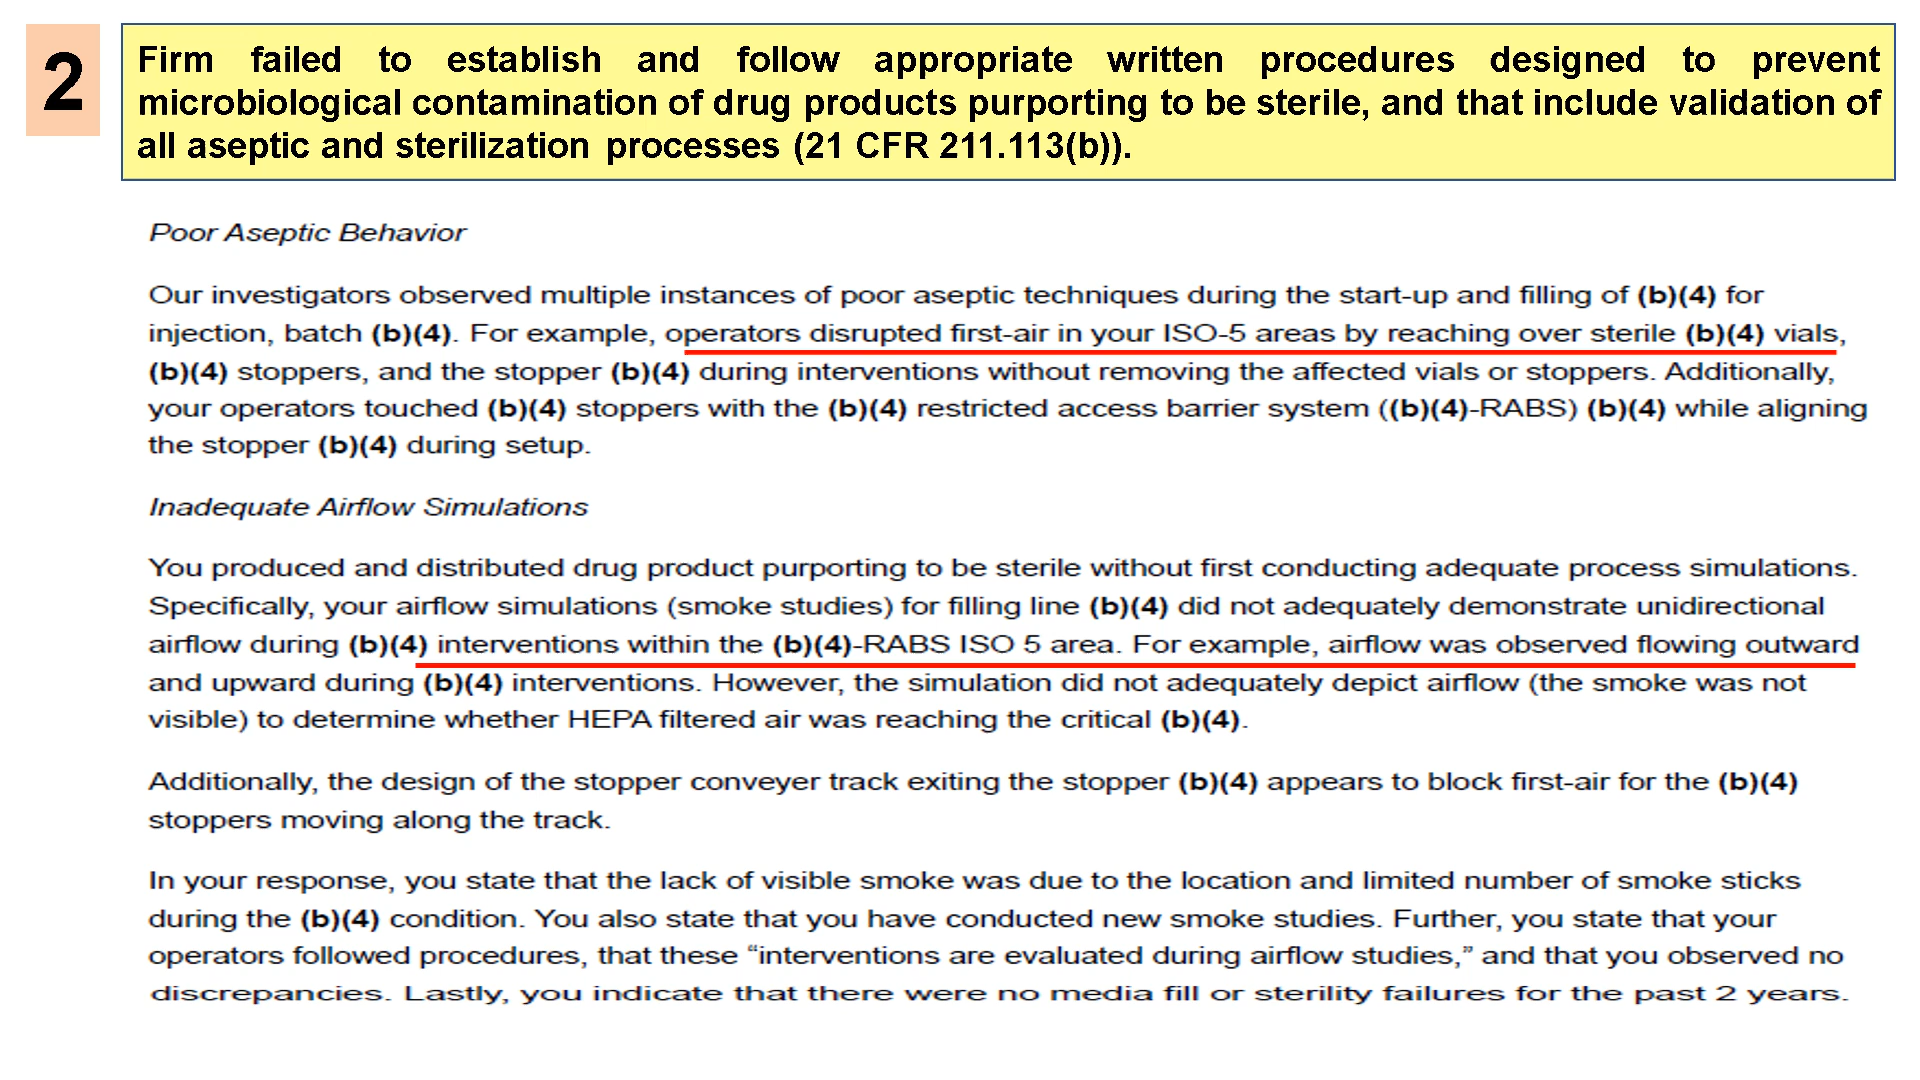 2
Firm failed to establish and follow appropriate written procedures designed to prevent
microbiological contamination of drug products purporting to be sterile, and that include validation of
all aseptic and sterilization processes (21 CFR 211.113(b)).
Poor Aseptic Behavior
Our investigators observed multiple instances of poor aseptic techniques during the start-up and filling of (b)(4) for
injection, batch (b)(4). For example, operators disrupted first-air in your ISO-5 areas by reaching over sterile (b)(4) vials,
(b)(4) stoppers, and the stopper (b)(4) during interventions without removing the affected vials or stoppers. Additionally,
your operators touched (b)(4) stoppers with the (b)(4) restricted access barrier system ((b)(4)-RABS) (b)(4) while aligning
the stopper (b)(4) during setup.
Inadequate Airflow Simulations
You produced and distributed drug product purporting to be sterile without first conducting adequate process simulations.
Specifically, your airflow simulations (smoke studies) for filling line (b)(4) did not adequately demonstrate unidirectional
airflow during (b)(4) interventions within the (b)(4)-RABS ISO 5 area. For example, airflow was observed flowing outward
and upward during (b)(4) interventions. However, the simulation did not adequately depict airflow (the smoke was not
visible) to determine whether HEPA filtered air was reaching the critical (b)(4).
Additionally, the design of the stopper conveyer track exiting the stopper (b)(4) appears to block first-air for the (b)(4)
stoppers moving along the track.
In your response, you state that the lack of visible smoke was due to the location and limited number of smoke sticks
during the (b)(4) condition. You also state that you have conducted new smoke studies. Further, you state that your
operators followed procedures, that these “interventions are evaluated during airflow studies,” and that you observed no
discrepancies. Lastly, you indicate that there were no media fill or sterility failures for the past 2 years.